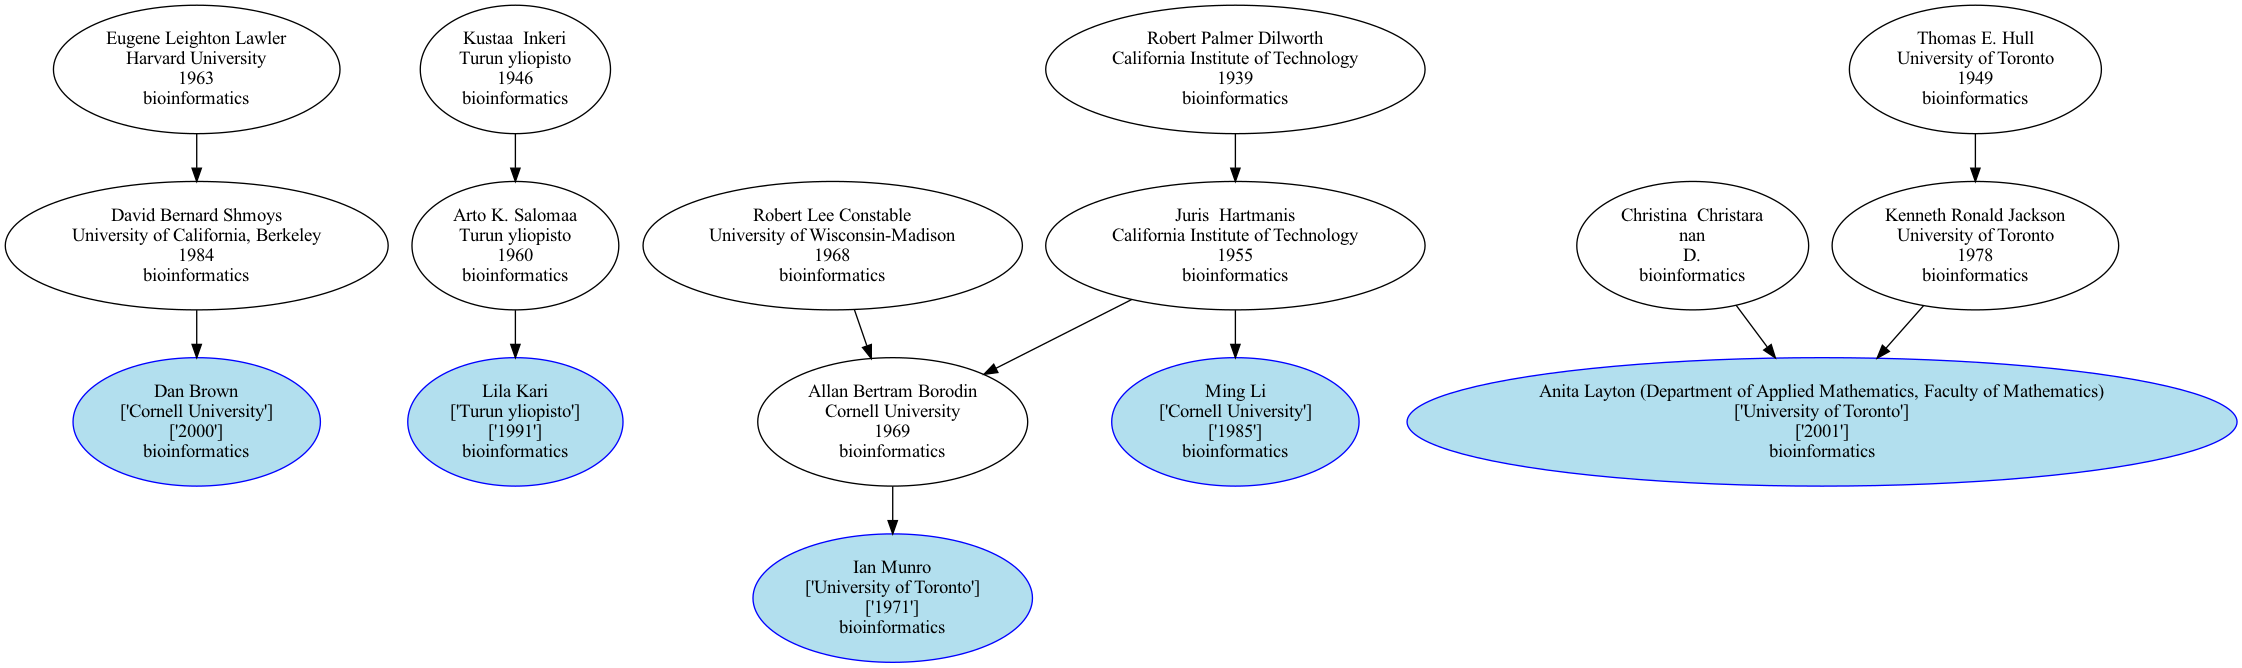 Eugene Leighton Lawler
Harvard University
1963
bioinformatics
Kustaa  Inkeri
Turun yliopisto
1946
bioinformatics
Robert Palmer Dilworth
California Institute of Technology
1939
bioinformatics
Thomas E. Hull
University of Toronto
1949
bioinformatics
David Bernard Shmoys
University of California, Berkeley
1984
bioinformatics
Arto K. Salomaa
Turun yliopisto
1960
bioinformatics
Robert Lee Constable
University of Wisconsin-Madison
1968
bioinformatics
Juris  Hartmanis
California Institute of Technology
1955
bioinformatics
Christina  Christara
nan
D.
bioinformatics
Kenneth Ronald Jackson
University of Toronto
1978
bioinformatics
Dan Brown
['Cornell University']
['2000']
bioinformatics
Lila Kari
['Turun yliopisto']
['1991']
bioinformatics
Allan Bertram Borodin
Cornell University
1969
bioinformatics
Ming Li
['Cornell University']
['1985']
bioinformatics
Anita Layton (Department of Applied Mathematics, Faculty of Mathematics)
['University of Toronto']
['2001']
bioinformatics
Ian Munro
['University of Toronto']
['1971']
bioinformatics